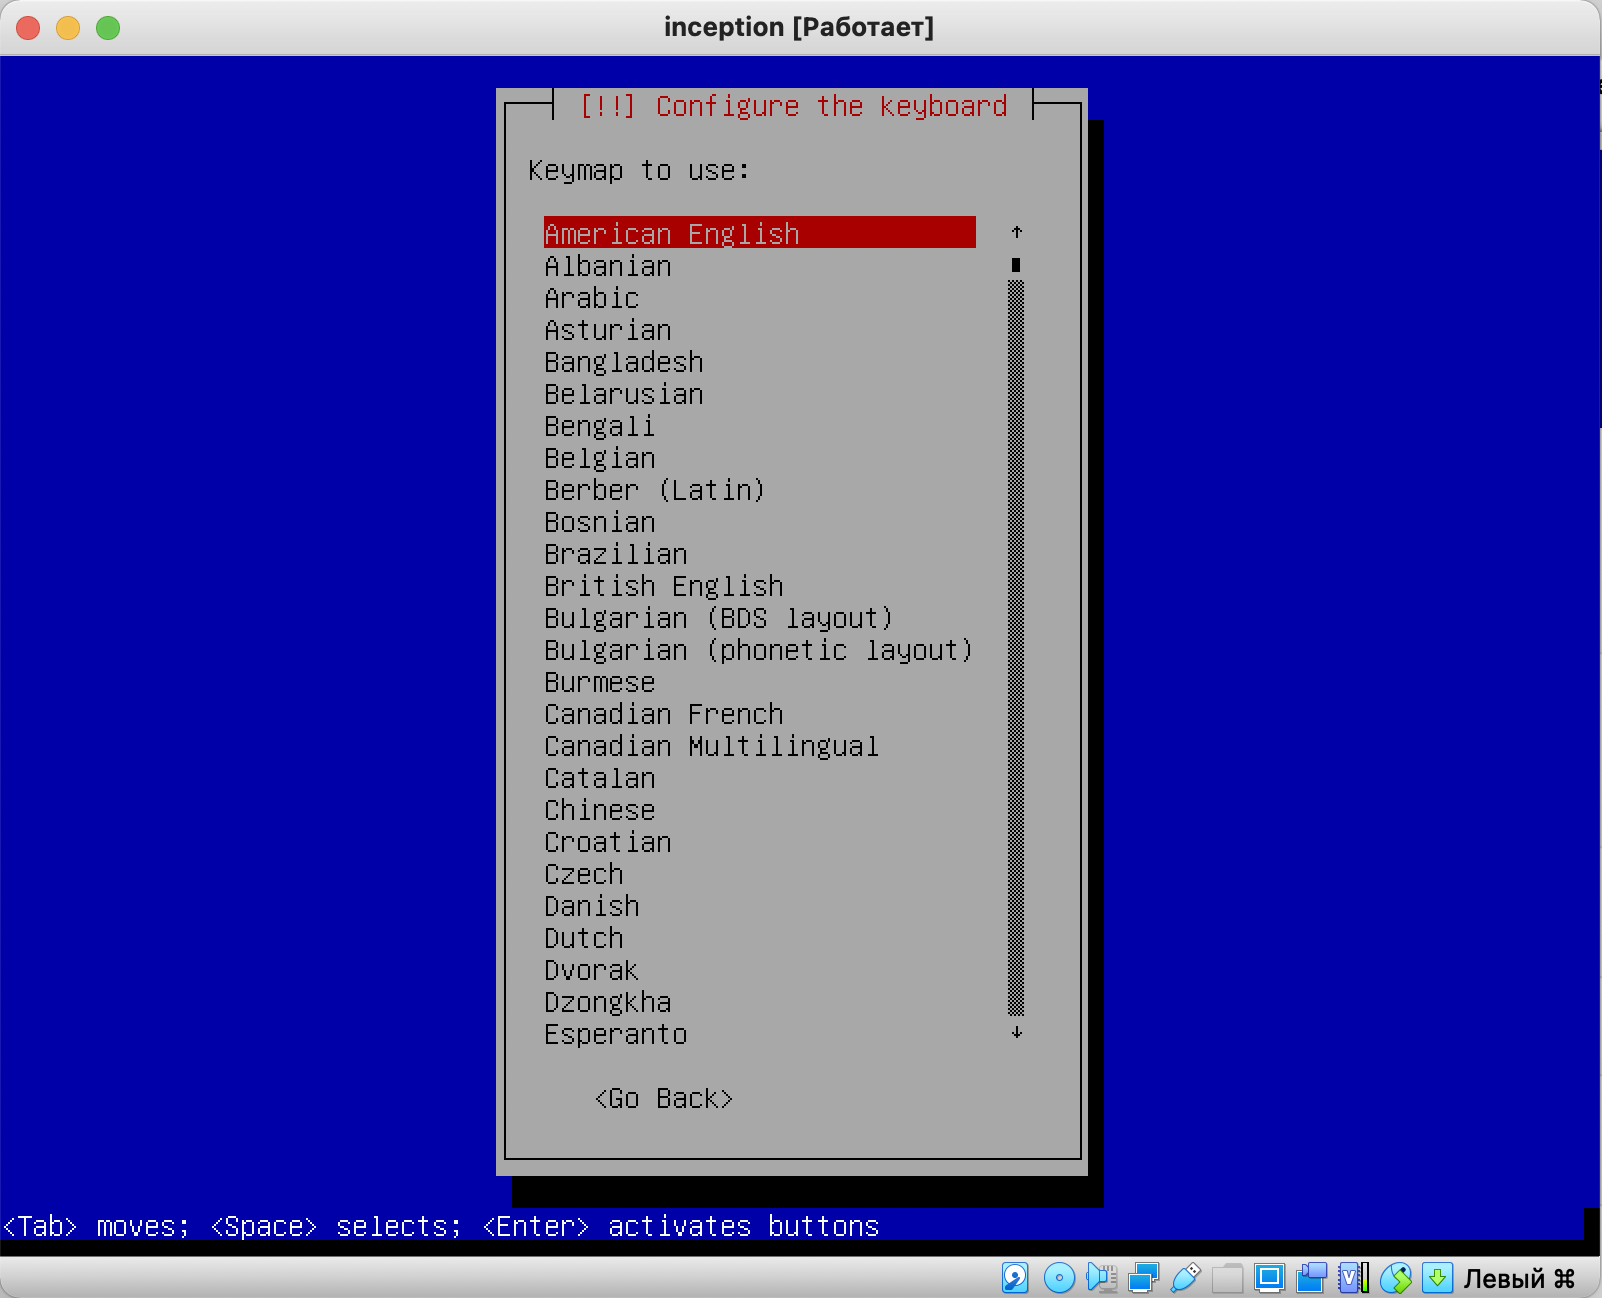 inception [Работает]
[!!] Configure the keyboard
Keymap to use:
American English
Albanian
Arabic
Asturian
Bangladesh
Belarusian
Bengali
Belgian
Berber (Latin)
Bosnian
Brazilian
British English
Bulgarian (BDS layout)
Bulgarian (phonetic layout)
Burmese
Canadian French
Canadian Multilingual
Catalan
Chinese
Croatian
Czech
Danish
Dutch
Dvorak
Dzongkha
Esperanto
<Go Back>
<Tab> moves; <Space> selects; <Enter> activates buttons
Левый ⌘